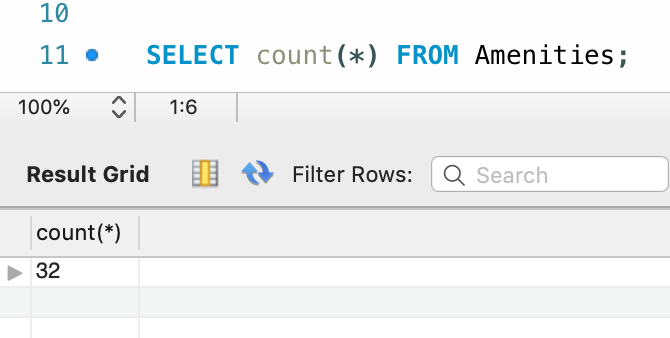 10
11 SELECT count(*) FROM Amenities;
100% 1:6
Result Grid Filter Rows: Search
count(*)
32